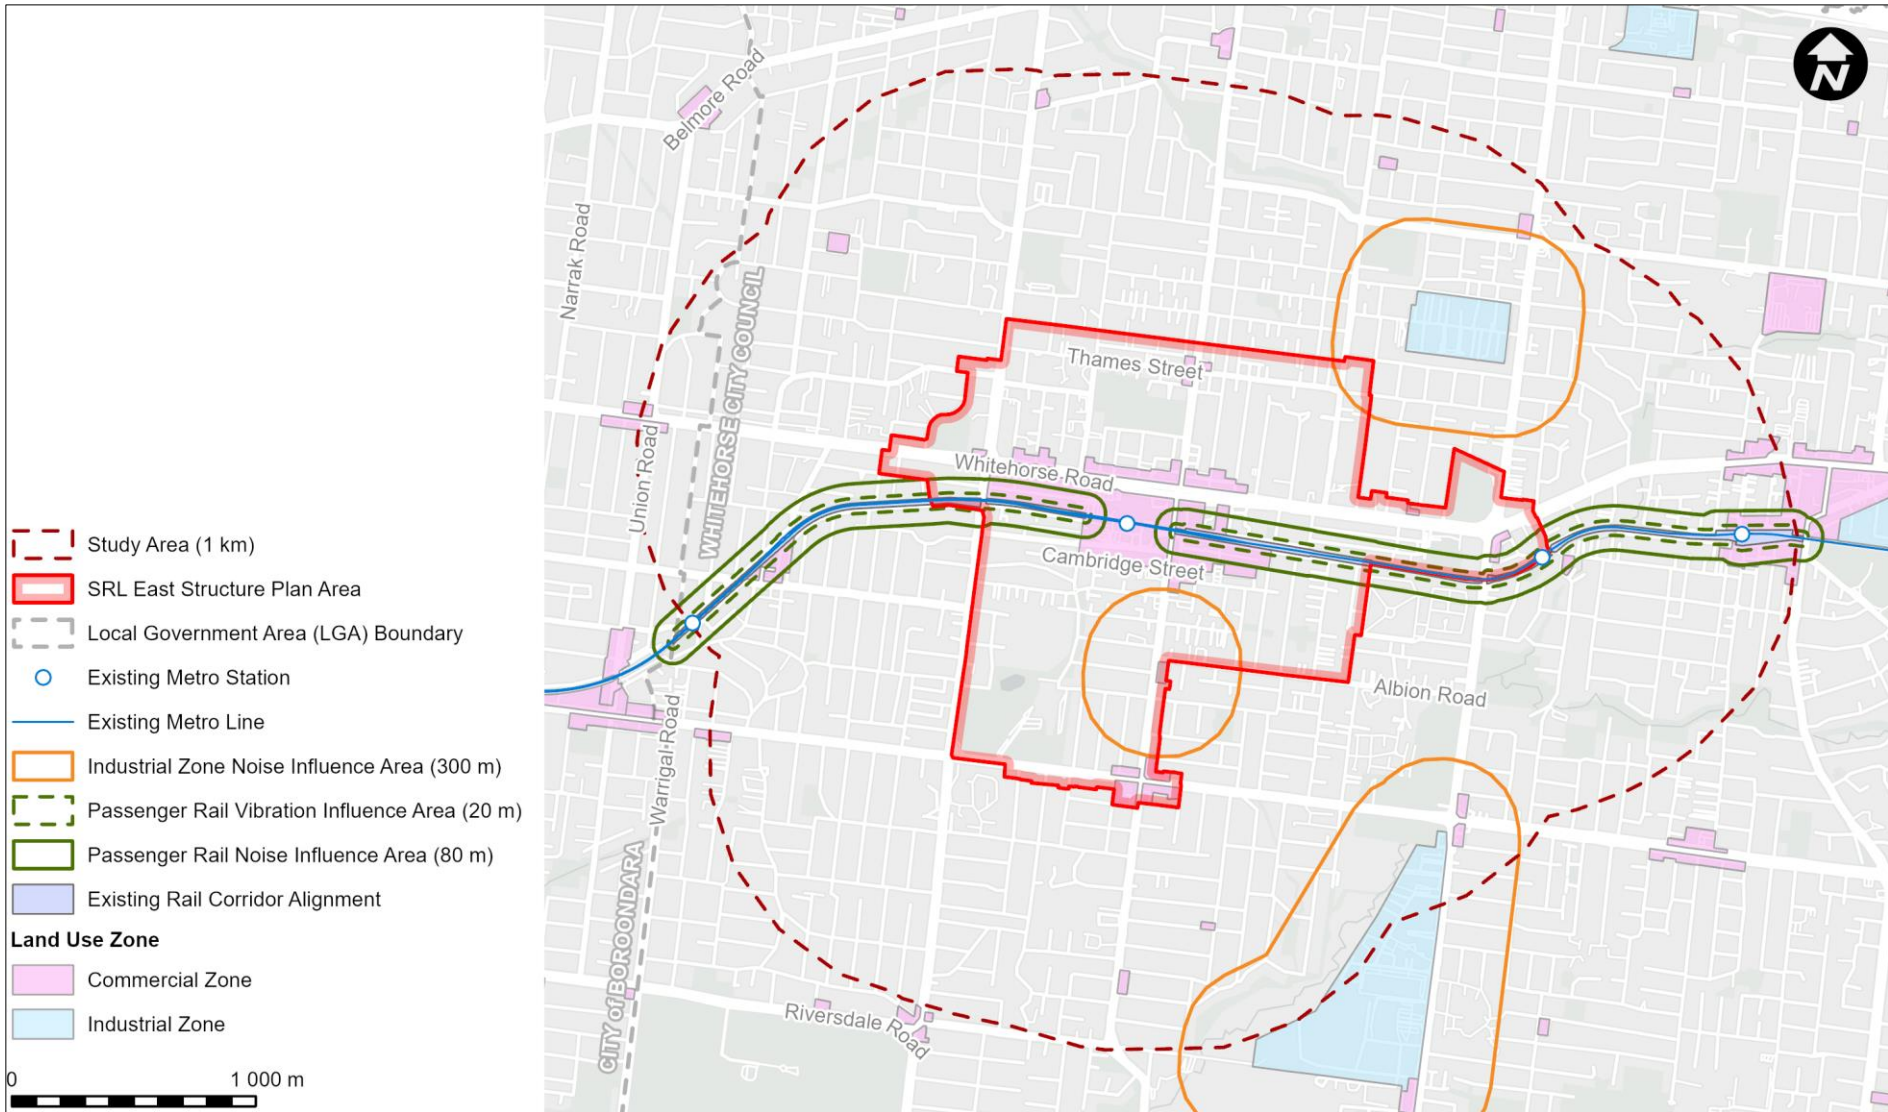 N
Belmore Road
Narrak Road
WHITEHORSE CITY COUNCIL
Thames Street
Union Road
Whitehorse Road
Cambridge Street
Albion Road
Warrigal Road
CITY of BOROONDARA
Riversdale Road
Study Area (1 km)
SRL East Structure Plan Area
Local Government Area (LGA) Boundary
Existing Metro Station
Existing Metro Line
Industrial Zone Noise Influence Area (300 m)
Passenger Rail Vibration Influence Area (20 m)
Passenger Rail Noise Influence Area (80 m)
Existing Rail Corridor Alignment
Land Use Zone
Commercial Zone
Industrial Zone
0 1 000 m